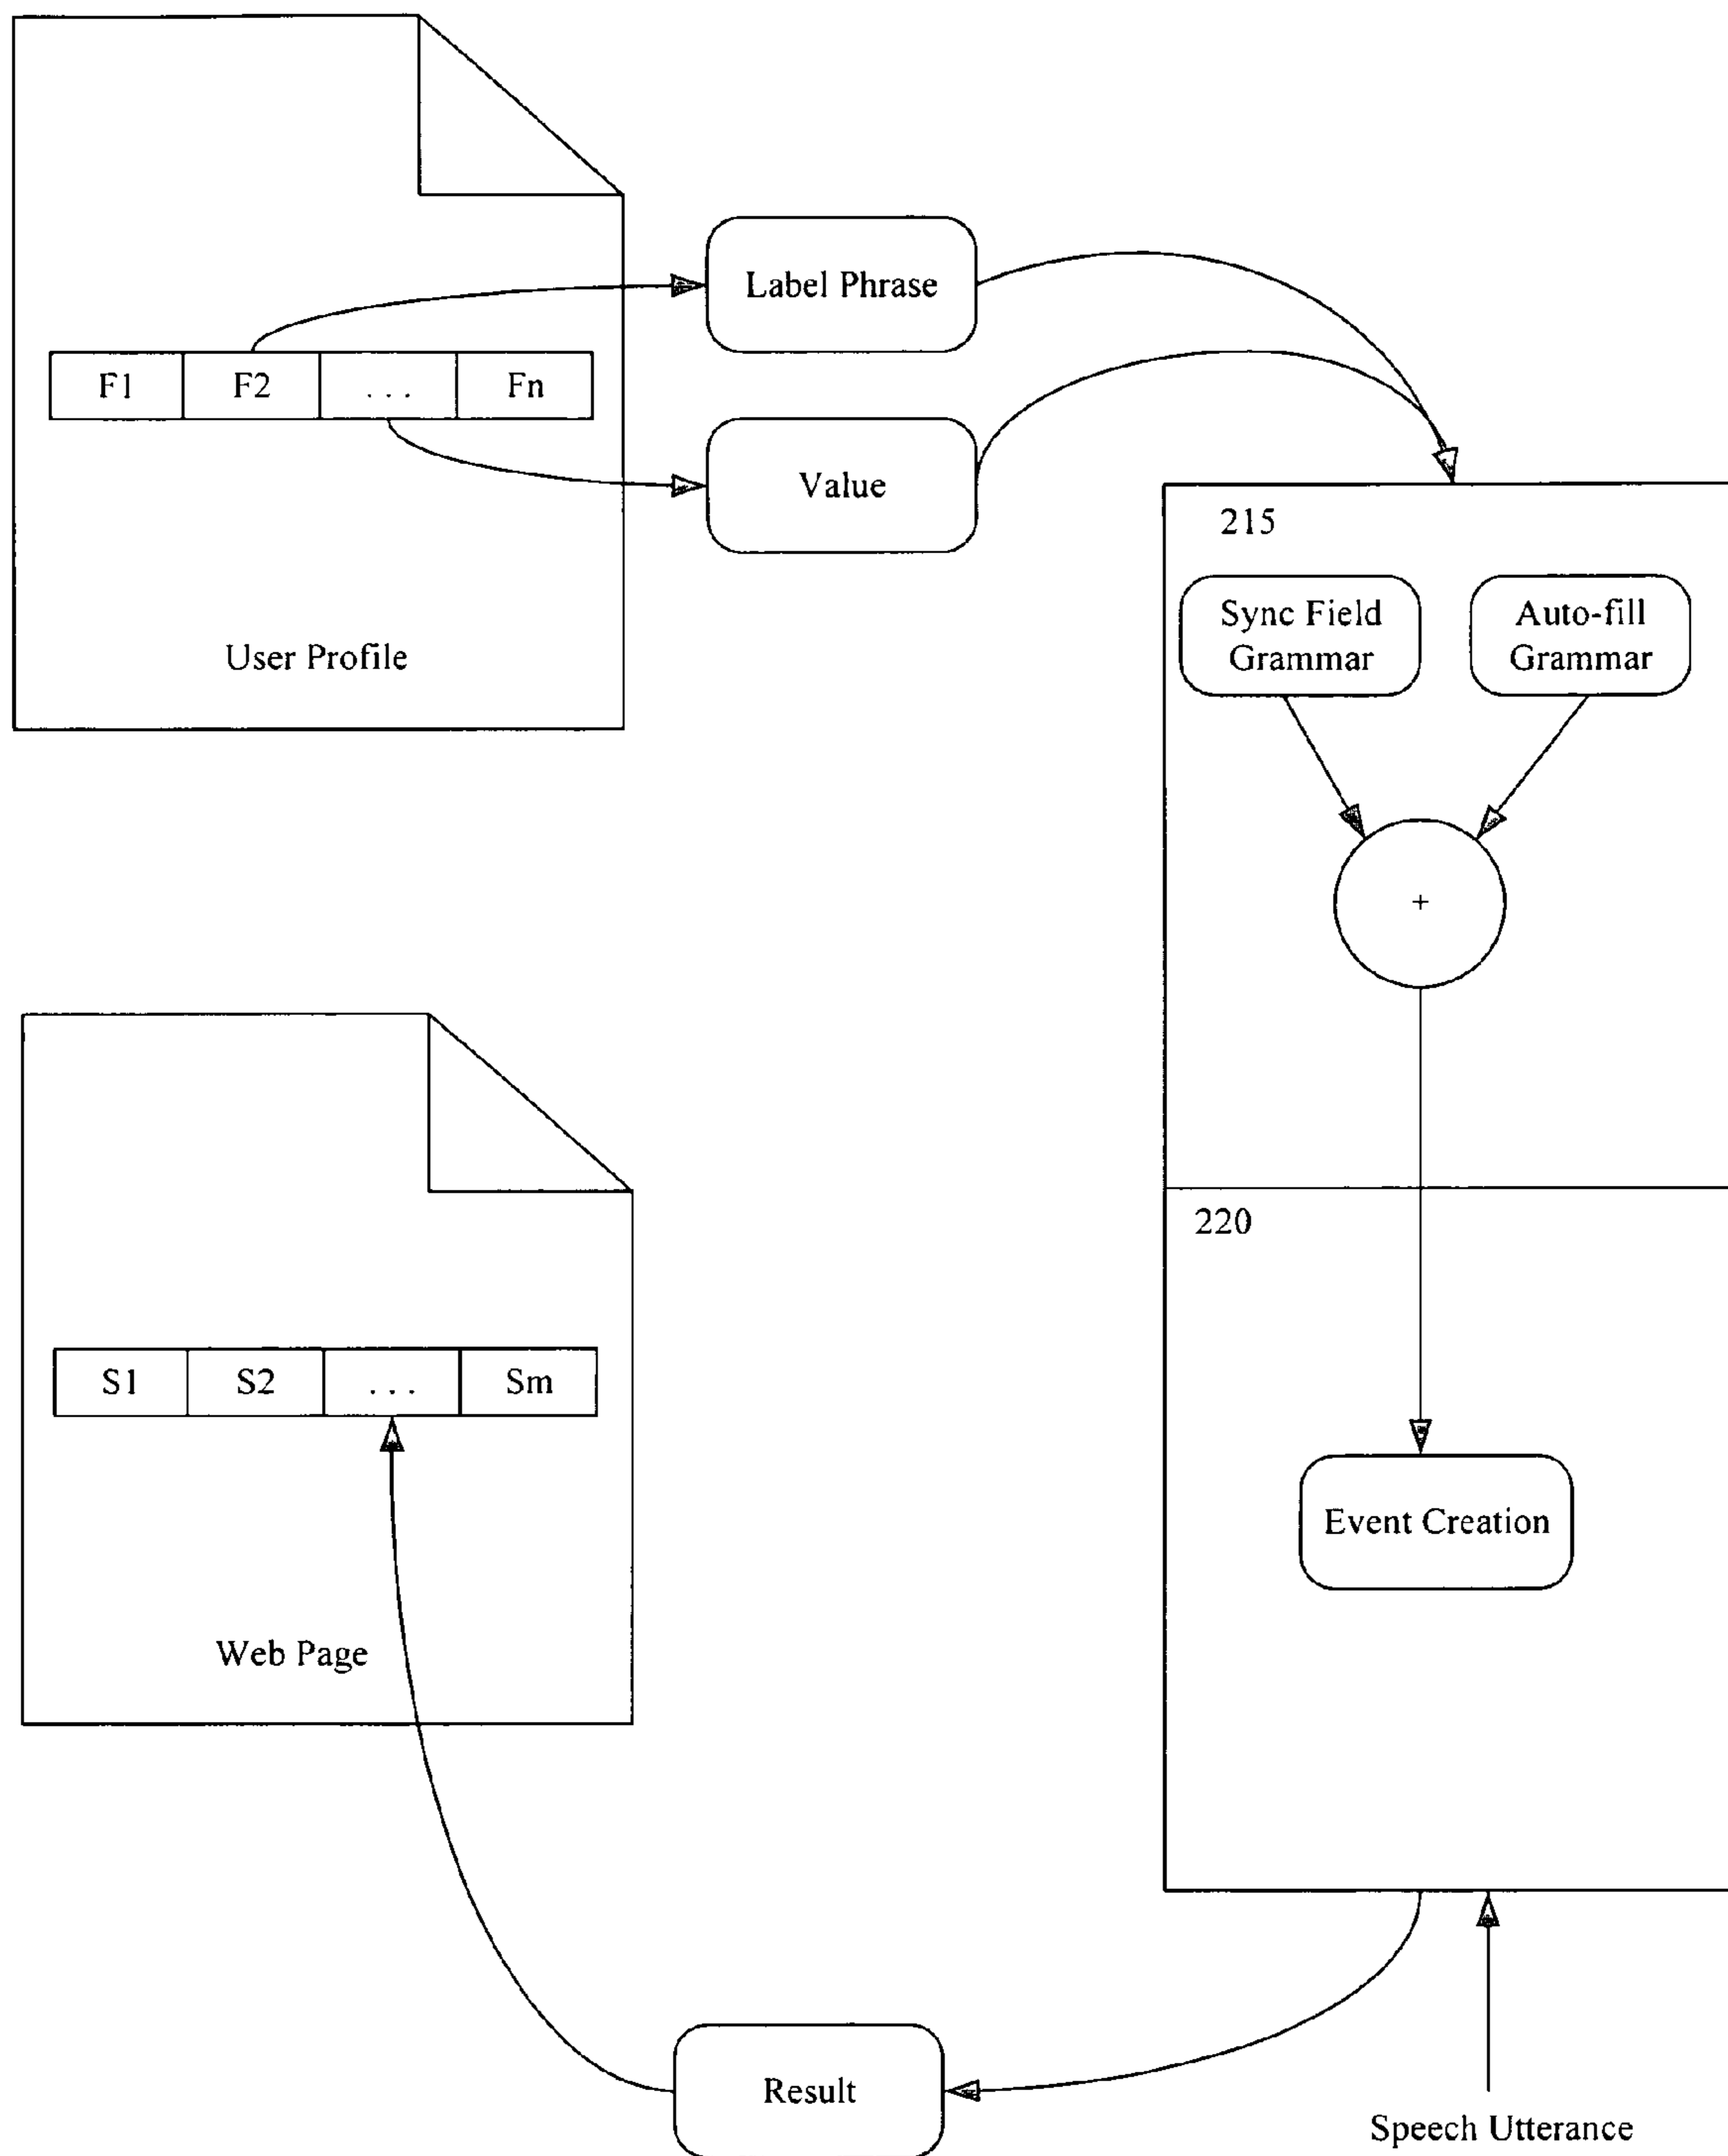 Label Phrase
F1 F2 ... Fn
Value
215
Sync Field
Grammar
Auto-fill
Grammar
User Profile
+
220
S1 S2 ... Sm
Event Creation
Web Page
Result
Speech Utterance